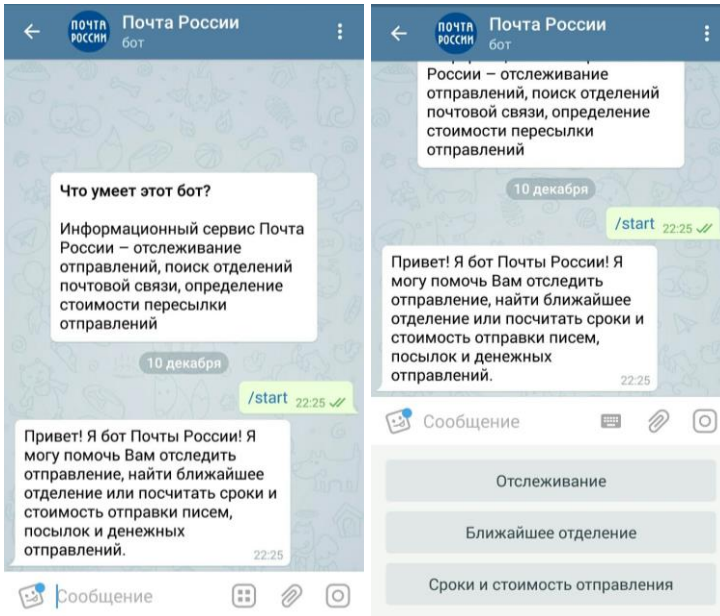 ПОЧТА
РОССИИ
Почта России
бот
Что умеет этот бот?
Информационный сервис Почта
России – отслеживание
отправлений, поиск отделений
почтовой связи, определение
стоимости пересылки
отправлений
10 декабря
/start 22:25
Привет! Я бот Почты России! Я
могу помочь Вам отследить
отправление, найти ближайшее
отделение или посчитать сроки и
стоимость отправки писем,
посылок и денежных
отправлений.
22:25
Сообщение
ПОЧТА
РОССИИ
Почта России
бот
России – отслеживание
отправлений, поиск отделений
почтовой связи, определение
стоимости пересылки
отправлений
10 декабря
/start 22:25
Привет! Я бот Почты России! Я
могу помочь Вам отследить
отправление, найти ближайшее
отделение или посчитать сроки и
стоимость отправки писем,
посылок и денежных
отправлений.
22:25
Сообщение
Отслеживание
Ближайшее отделение
Сроки и стоимость отправления